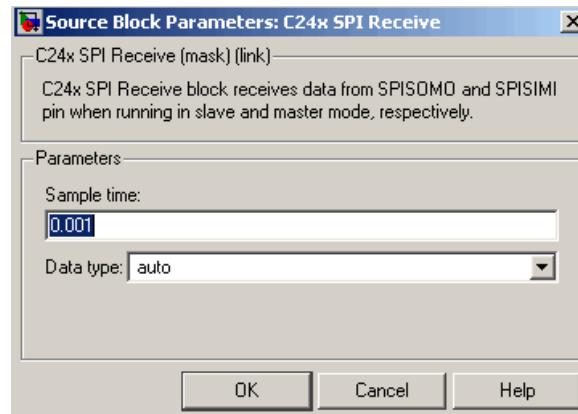 Source Block Parameters: C24x SPI Receive
C24x SPI Receive (mask) (link)
C24x SPI Receive block receives data from SPISOMO and SPISIMI
pin when running in slave and master mode, respectively.
Parameters
Sample time:
0.001
Data type: auto
OK Cancel Help